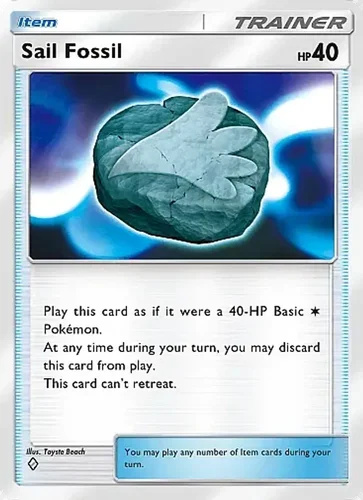 Item
TRAINER
Sail Fossil
HP40
Play this card as if it were a 40-HP Basic
Pokémon.
At any time during your turn, you may discard
this card from play.
This card can't retreat.
Illus. Toyste Beach
You may play any number of Item cards during your
turn.